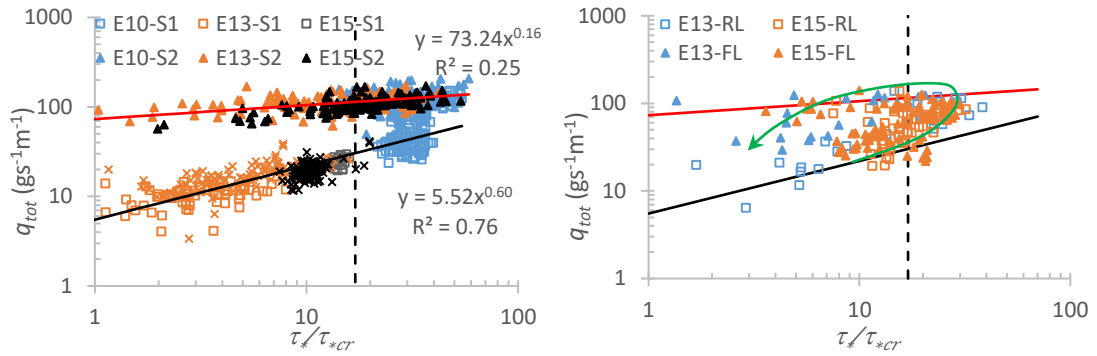 1000
100
10
1
q_tot (gs⁻¹m⁻¹)
E10-S1 E13-S1 E15-S1
E10-S2 E13-S2 E15-S2
y = 73.24x^0.16
R² = 0.25
y = 5.52x^0.60
R² = 0.76
1 10 100
τ*/τ*cr
1000
100
10
1
q_tot (gs⁻¹m⁻¹)
E13-RL E15-RL
E13-FL E15-FL
1 10 100
τ*/τ*cr